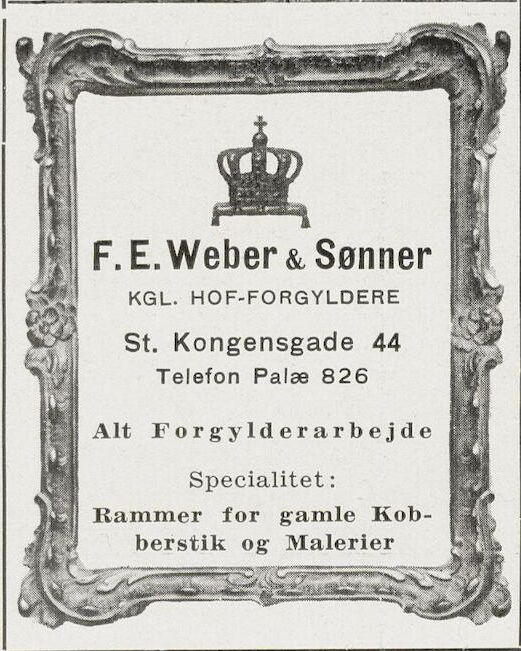 F. E. Weber & Sønner
KGL. HOF-FORGYLDERE
St. Kongensgade 44
Telefon Palæ 826
Alt Forgylderarbejde
Specialitet:
Rammer for gamle Kob-
berstik og Malerier